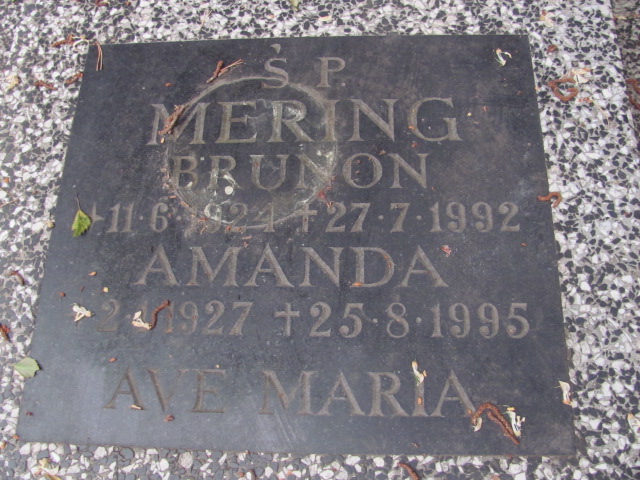 Ś.P.
MERING
BRUNON
11·6·1924 †27·7·1992
AMANDA
1927 †25·8·1995
AVE MARIA